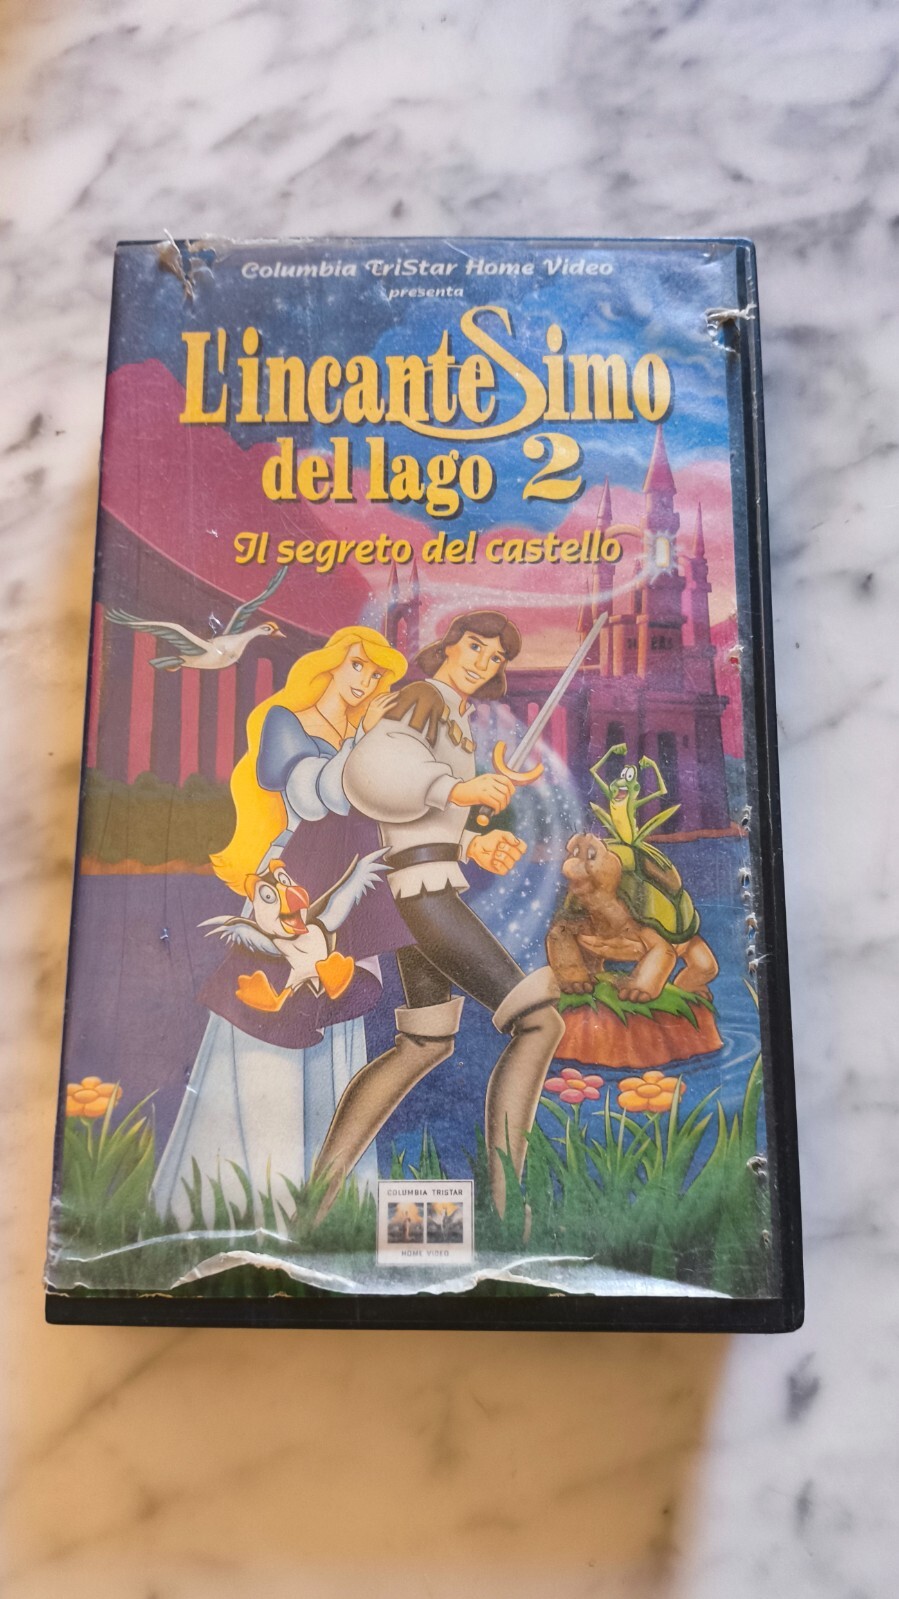 Columbia TriStar Home Video
presenta
L'incanteSimo
del lago 2
Il segreto del castello
COLUMBIA TRISTAR
HOME VIDEO